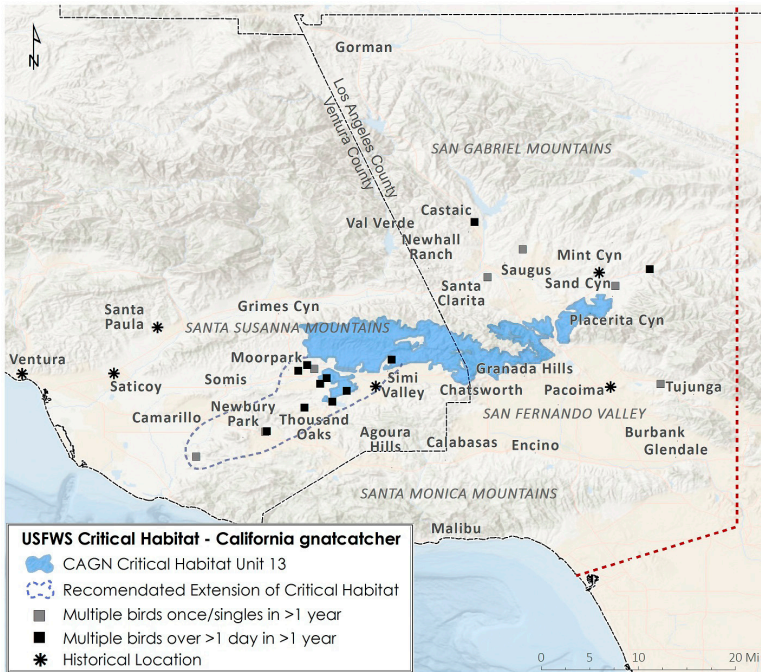 N
Gorman
Los Angeles County
Ventura County
SAN GABRIEL MOUNTAINS
Castaic
Val Verde
Newhall
Ranch
Mint Cyn
Saugus
Sand Cyn
Santa
Clarita
Grimes Cyn
Santa
Paula
SANTA SUSANNA MOUNTAINS
Placerita Cyn
Moorpark
Ventura
Granada Hills
Saticoy
Somis
Simi
Valley
Chatsworth
Pacoima
Tujunga
Camarillo
Newbury
Park
SAN FERNANDO VALLEY
Thousand
Oaks
Agoura
Hills
Calabasas
Encino
Burbank
Glendale
SANTA MONICA MOUNTAINS
Malibu
USFWS Critical Habitat - California gnatcatcher
CAGN Critical Habitat Unit 13
Recomendated Extension of Critical Habitat
Multiple birds once/singles in >1 year
Multiple birds over >1 day in >1 year
Historical Location
0 5 10 20 Mi